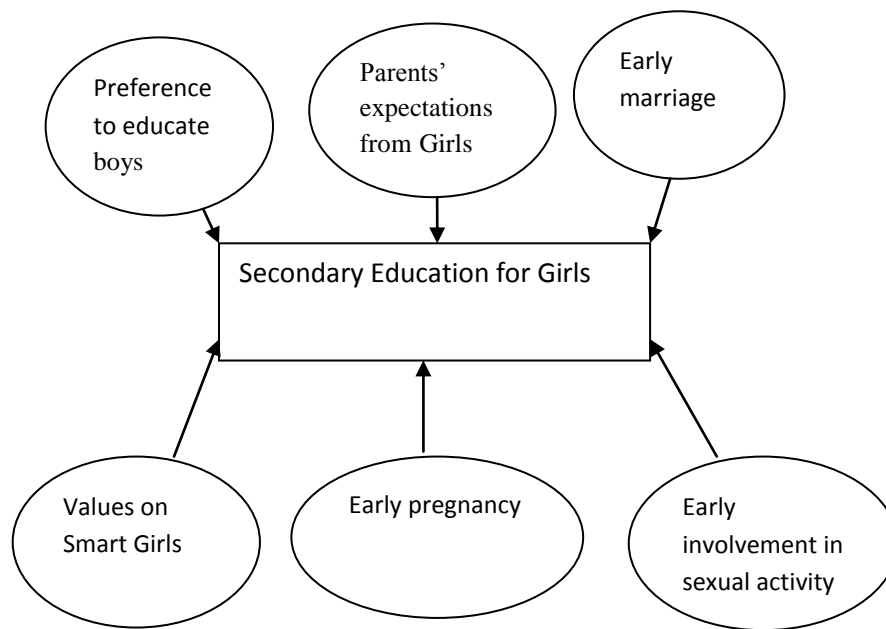 Preference
to educate
boys
Parents’
expectations
from Girls
Early
marriage
Secondary Education for Girls
Values on
Smart Girls
Early pregnancy
Early
involvement in
sexual activity